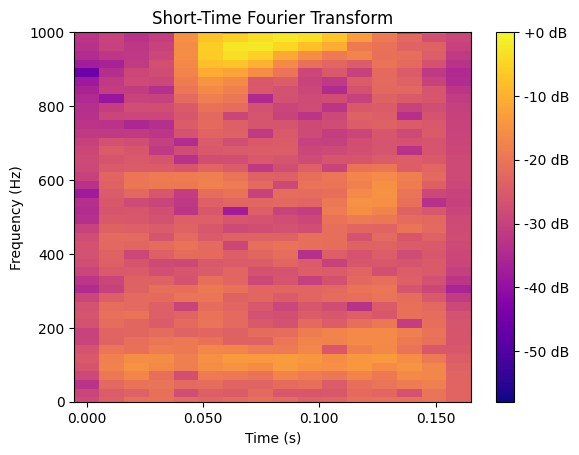 Short-Time Fourier Transform
Frequency (Hz)
1000
800
600
400
200
0
0.000
0.050
0.100
0.150
Time (s)
+0 dB
-10 dB
-20 dB
-30 dB
-40 dB
-50 dB